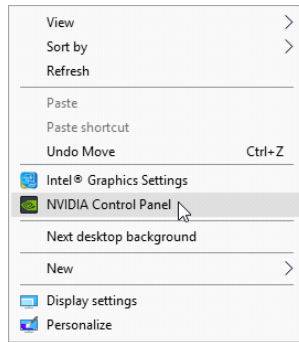 View
Sort by
Refresh
Paste
Paste shortcut
Undo Move Ctrl+Z
Intel® Graphics Settings
NVIDIA Control Panel
Next desktop background
New
Display settings
Personalize